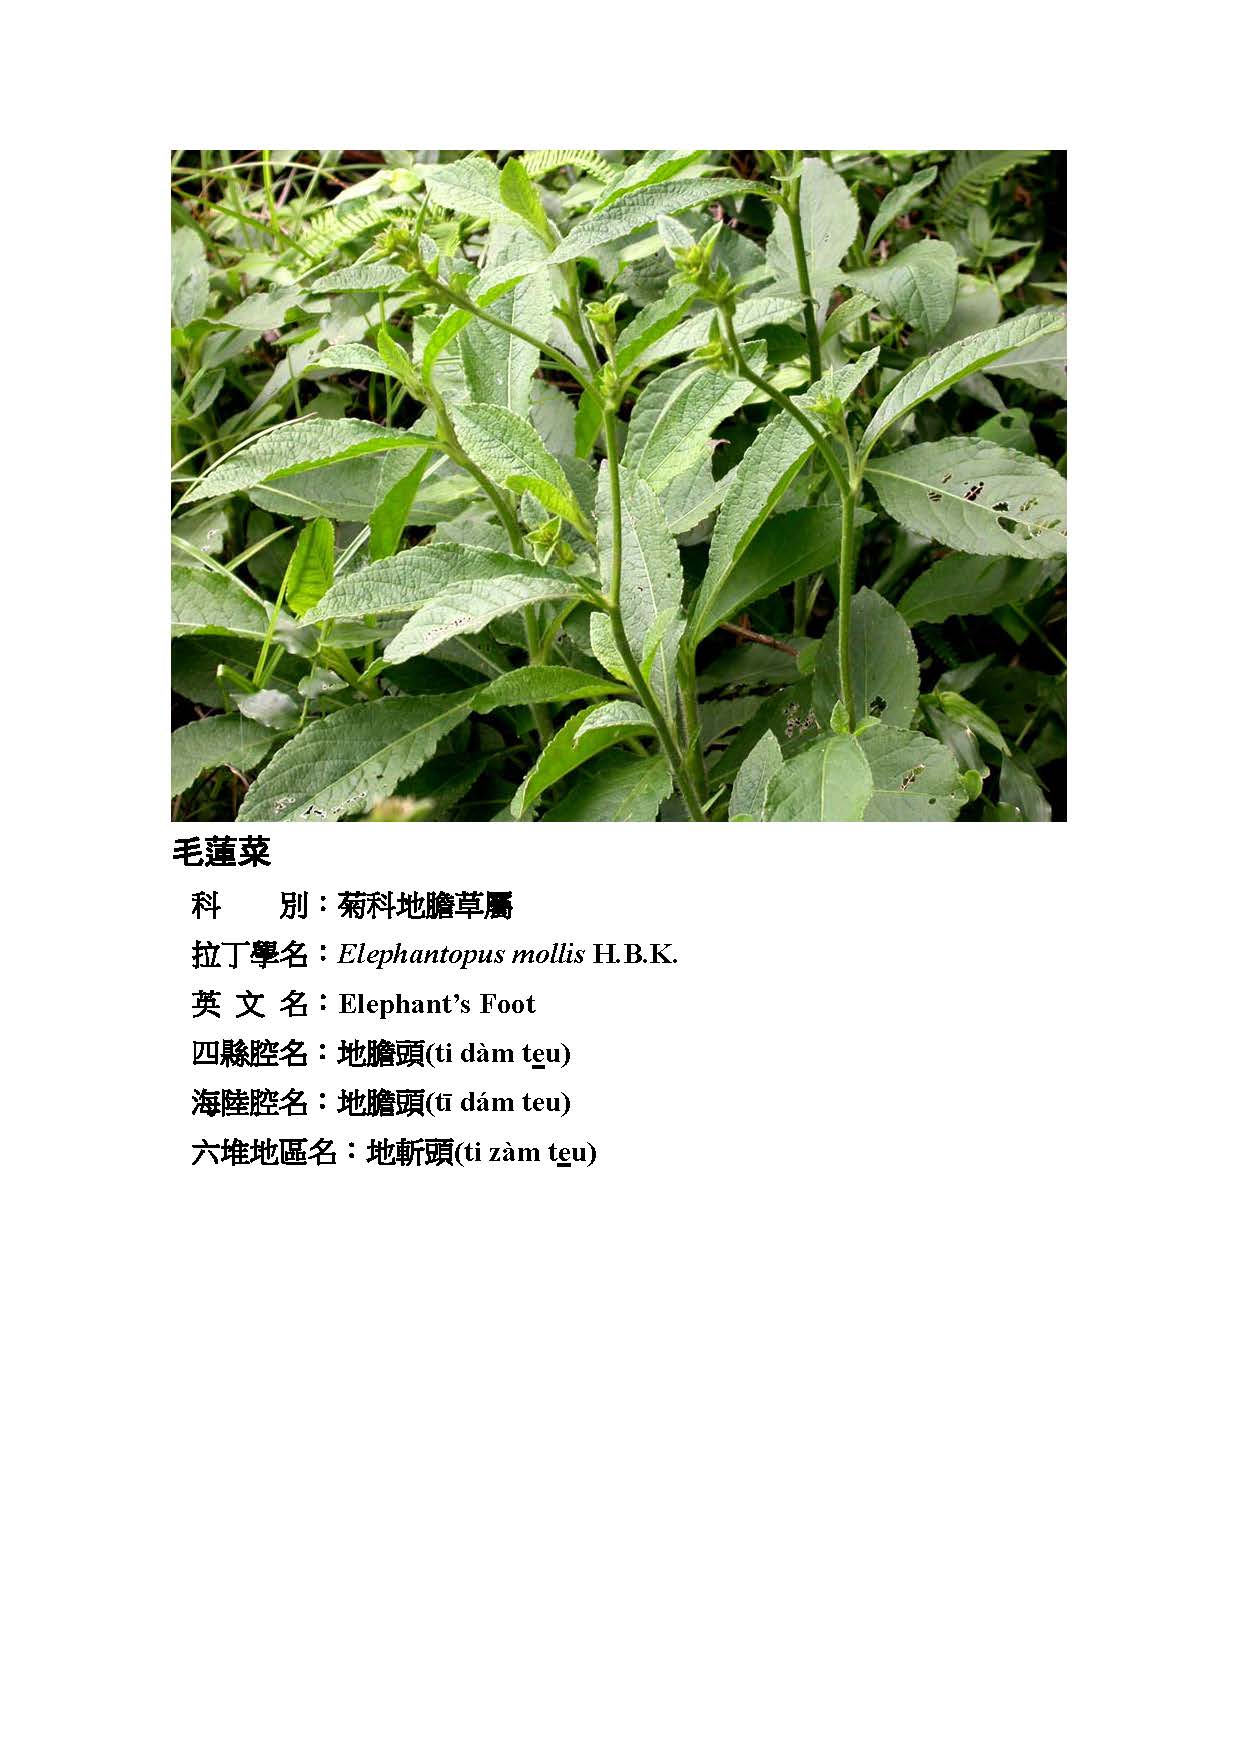 毛蓮菜
科　　別：菊科地膽草屬
拉丁學名：Elephantopus mollis H.B.K.
英 文 名：Elephant’s Foot
四縣腔名：地膽頭(ti dàm te̲u)
海陸腔名：地膽頭(tī dám teu)
六堆地區名：地斬頭(ti zàm te̲u)